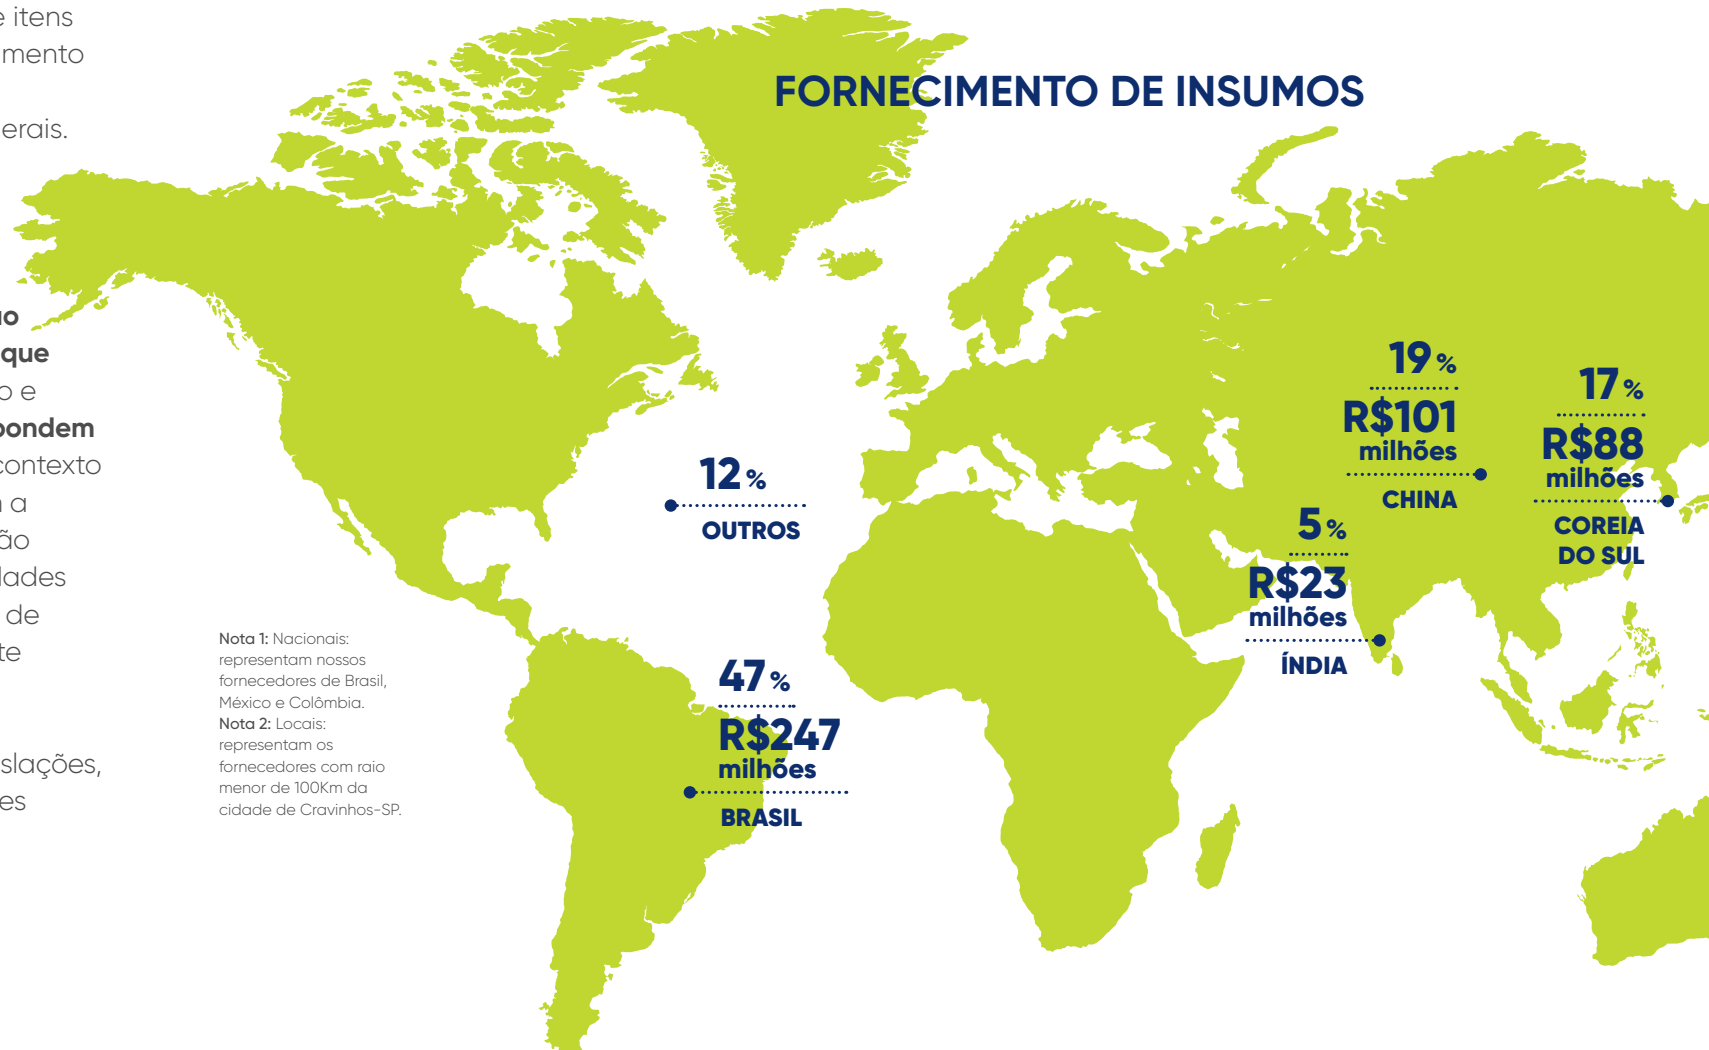 e itens
mento
erais.
que
o e
pondem
contexto
a
ão
lades
de
te
slações,
es
FORNECIMENTO DE INSUMOS
19 %
R$101
milhões
CHINA
17 %
R$88
milhões
COREIA
DO SUL
12 %
OUTROS
5 %
R$23
milhões
ÍNDIA
47 %
R$247
milhões
BRASIL
Nota 1: Nacionais:
representam nossos
fornecedores de Brasil,
México e Colômbia.
Nota 2: Locais:
representam os
fornecedores com raio
menor de 100Km da
cidade de Cravinhos-SP.